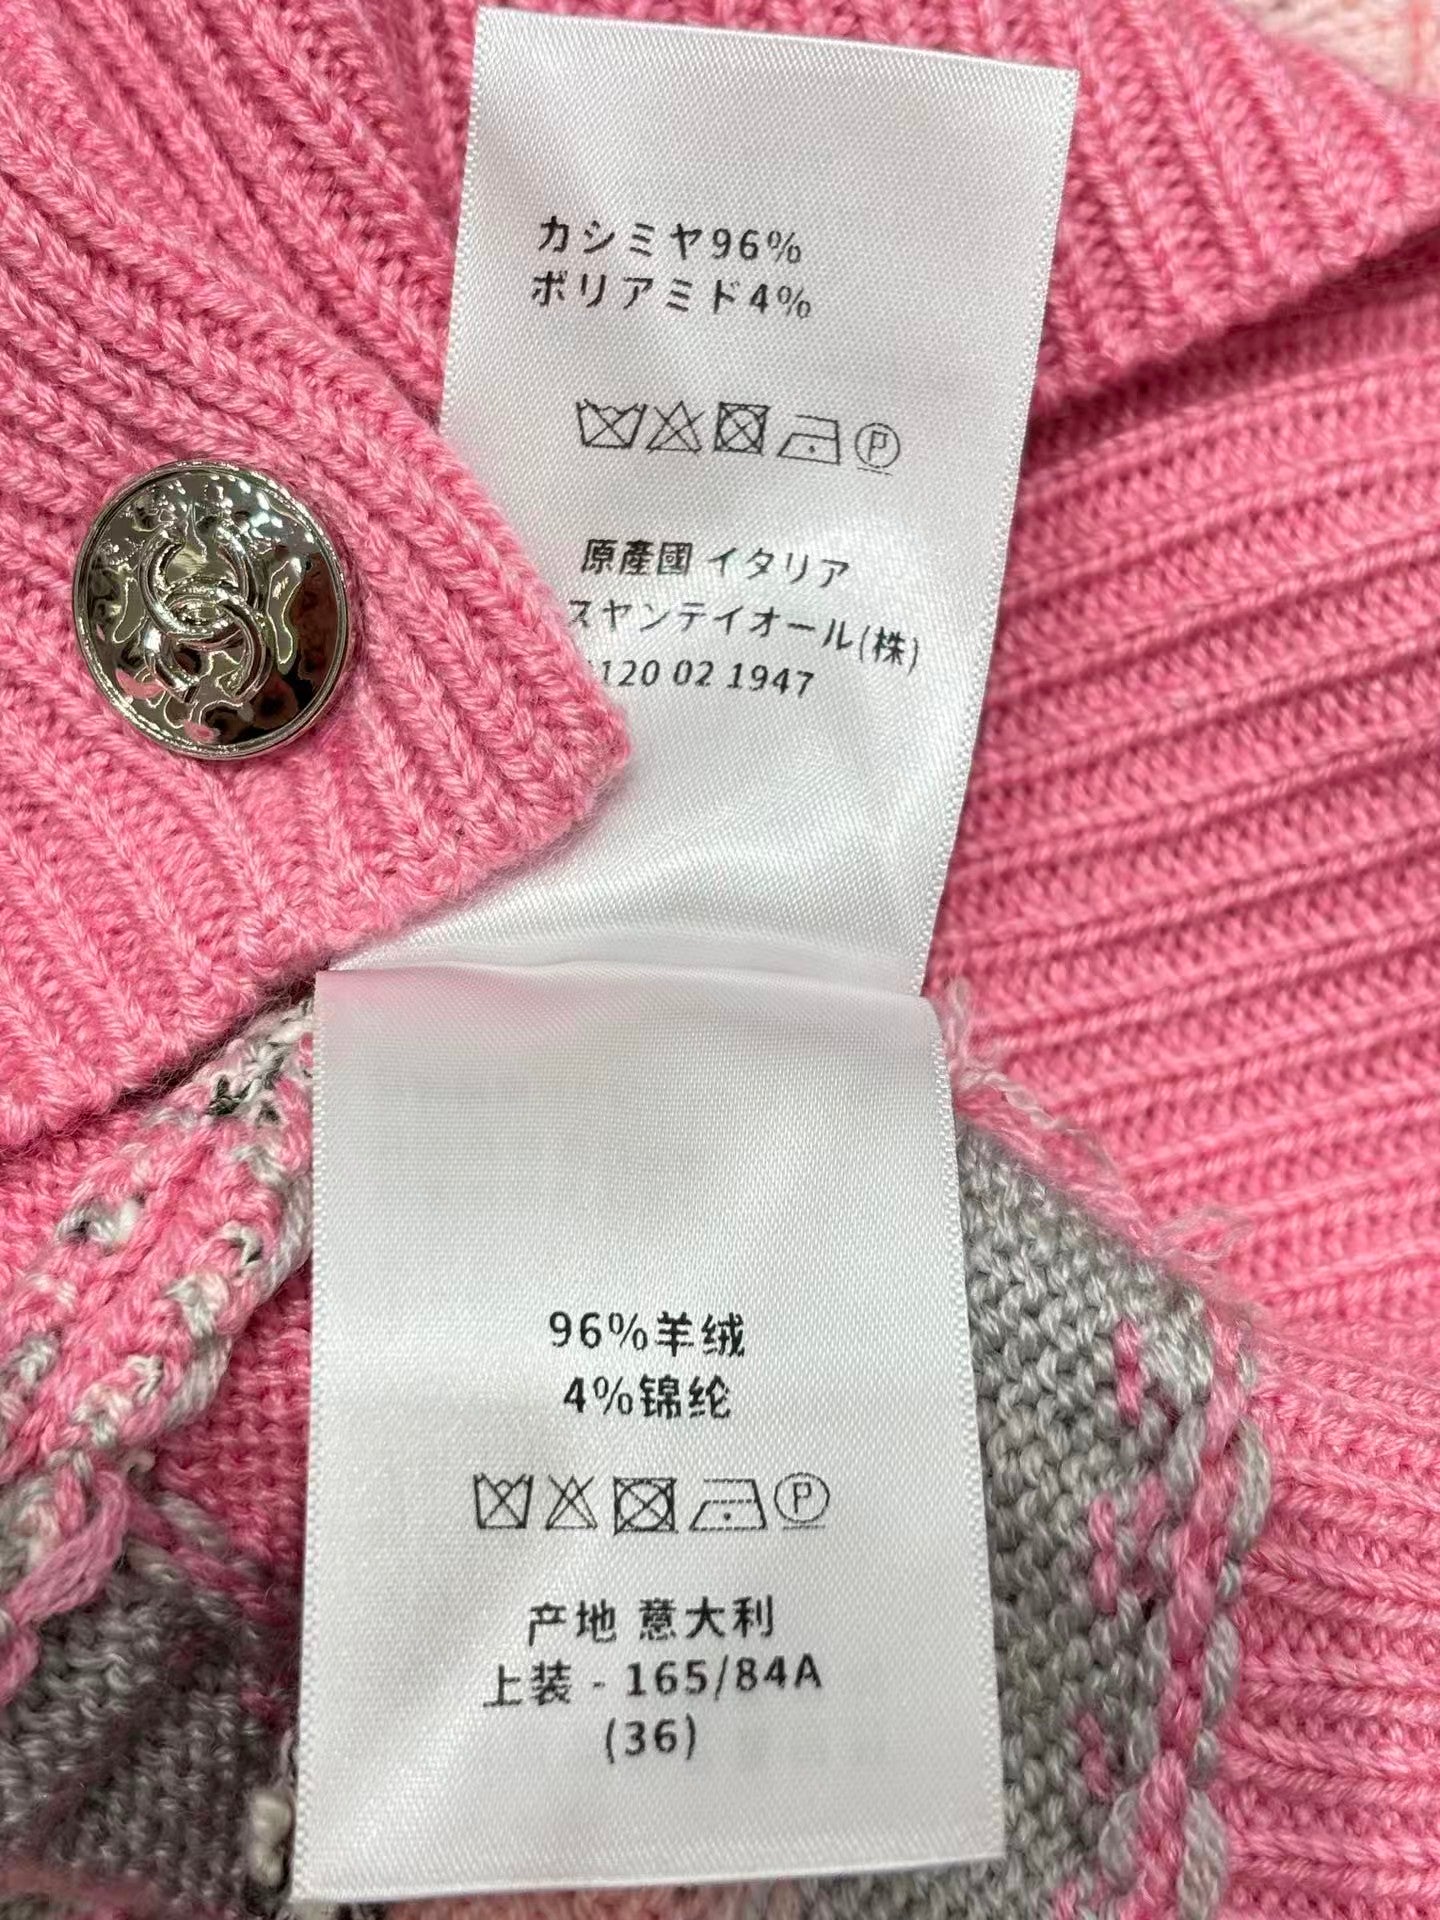 カシミヤ96%
ポリアミド4%
P
原產國 イタリア
スヤンテイオール(株)
120 02 1947
96%羊绒
4%锦纶
P
产地 意大利
上装 - 165/84A
(36)